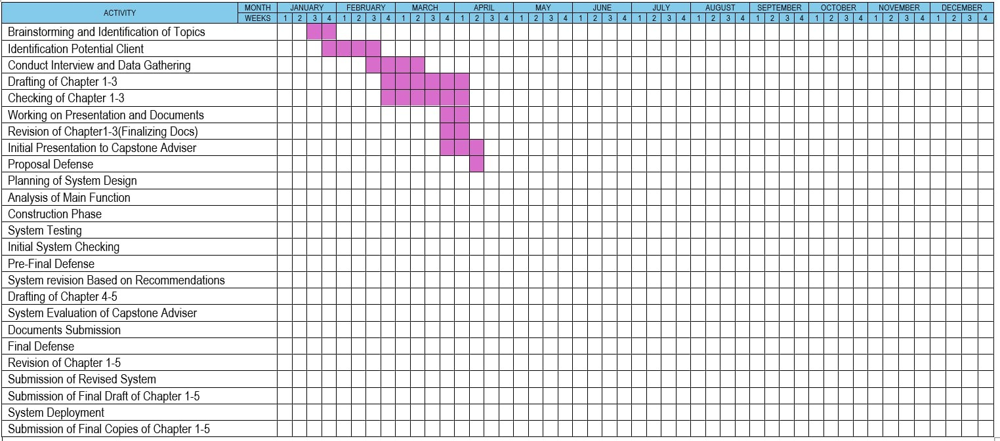 ACTIVITY MONTH JANUARY FEBRUARY MARCH APRIL MAY JUNE JULY AUGUST SEPTEMBER OCTOBER NOVEMBER DECEMBER
WEEKS 1 2 3 4 1 2 3 4 1 2 3 4 1 2 3 4 1 2 3 4 1 2 3 4 1 2 3 4 1 2 3 4 1 2 3 4 1 2 3 4 1 2 3 4 1 2 3 4
Brainstorming and Identification of Topics
Identification Potential Client
Conduct Interview and Data Gathering
Drafting of Chapter 1-3
Checking of Chapter 1-3
Working on Presentation and Documents
Revision of Chapter1-3(Finalizing Docs)
Initial Presentation to Capstone Adviser
Proposal Defense
Planning of System Design
Analysis of Main Function
Construction Phase
System Testing
Initial System Checking
Pre-Final Defense
System revision Based on Recommendations
Drafting of Chapter 4-5
System Evaluation of Capstone Adviser
Documents Submission
Final Defense
Revision of Chapter 1-5
Submission of Revised System
Submission of Final Draft of Chapter 1-5
System Deployment
Submission of Final Copies of Chapter 1-5